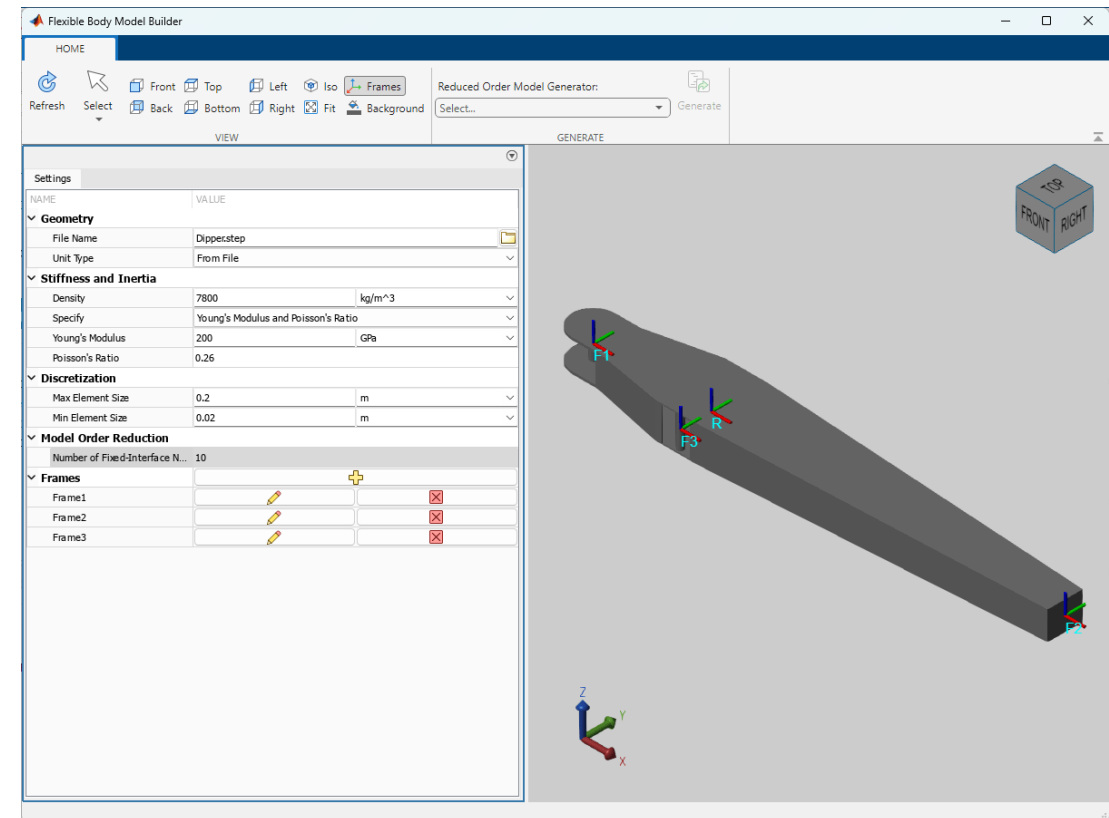 Flexible Body Model Builder
HOME
Refresh
Select
Front
Top
Left
Iso
Frames
Back
Bottom
Right
Fit
Background
VIEW
Reduced Order Model Generator:
Select...
Generate
GENERATE
Settings
NAME VALUE
Geometry
File Name Dipper.step
Unit Type From File
Stiffness and Inertia
Density 7800 kg/m^3
Specify Young's Modulus and Poisson's Ratio
Young's Modulus 200 GPa
Poisson's Ratio 0.26
Discretization
Max Element Size 0.2 m
Min Element Size 0.02 m
Model Order Reduction
Number of Fixed-Interface N... 10
Frames
Frame1
Frame2
Frame3
TOP
FRONT
RIGHT
F1
R
F3
F2
Z
Y
X